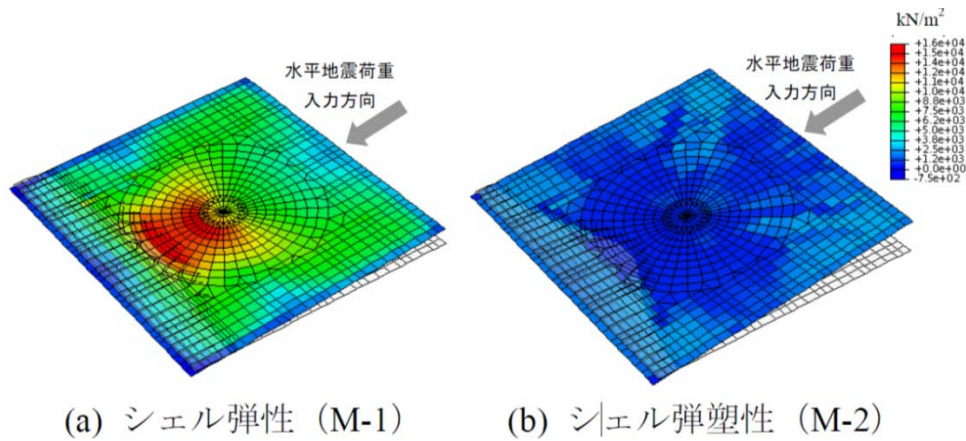 kN/m²
+1.6e+04
+1.5e+04
+1.4e+04
+1.2e+04
+1.1e+04
+1.0e+04
+8.8e+03
+7.5e+03
+6.2e+03
+5.0e+03
+3.8e+03
+2.5e+03
+1.2e+03
+0.0e+00
-7.5e+02
水平地震荷重
入力方向
水平地震荷重
入力方向
(a) シェル弾性（M-1）
(b) シェル弾塑性（M-2）